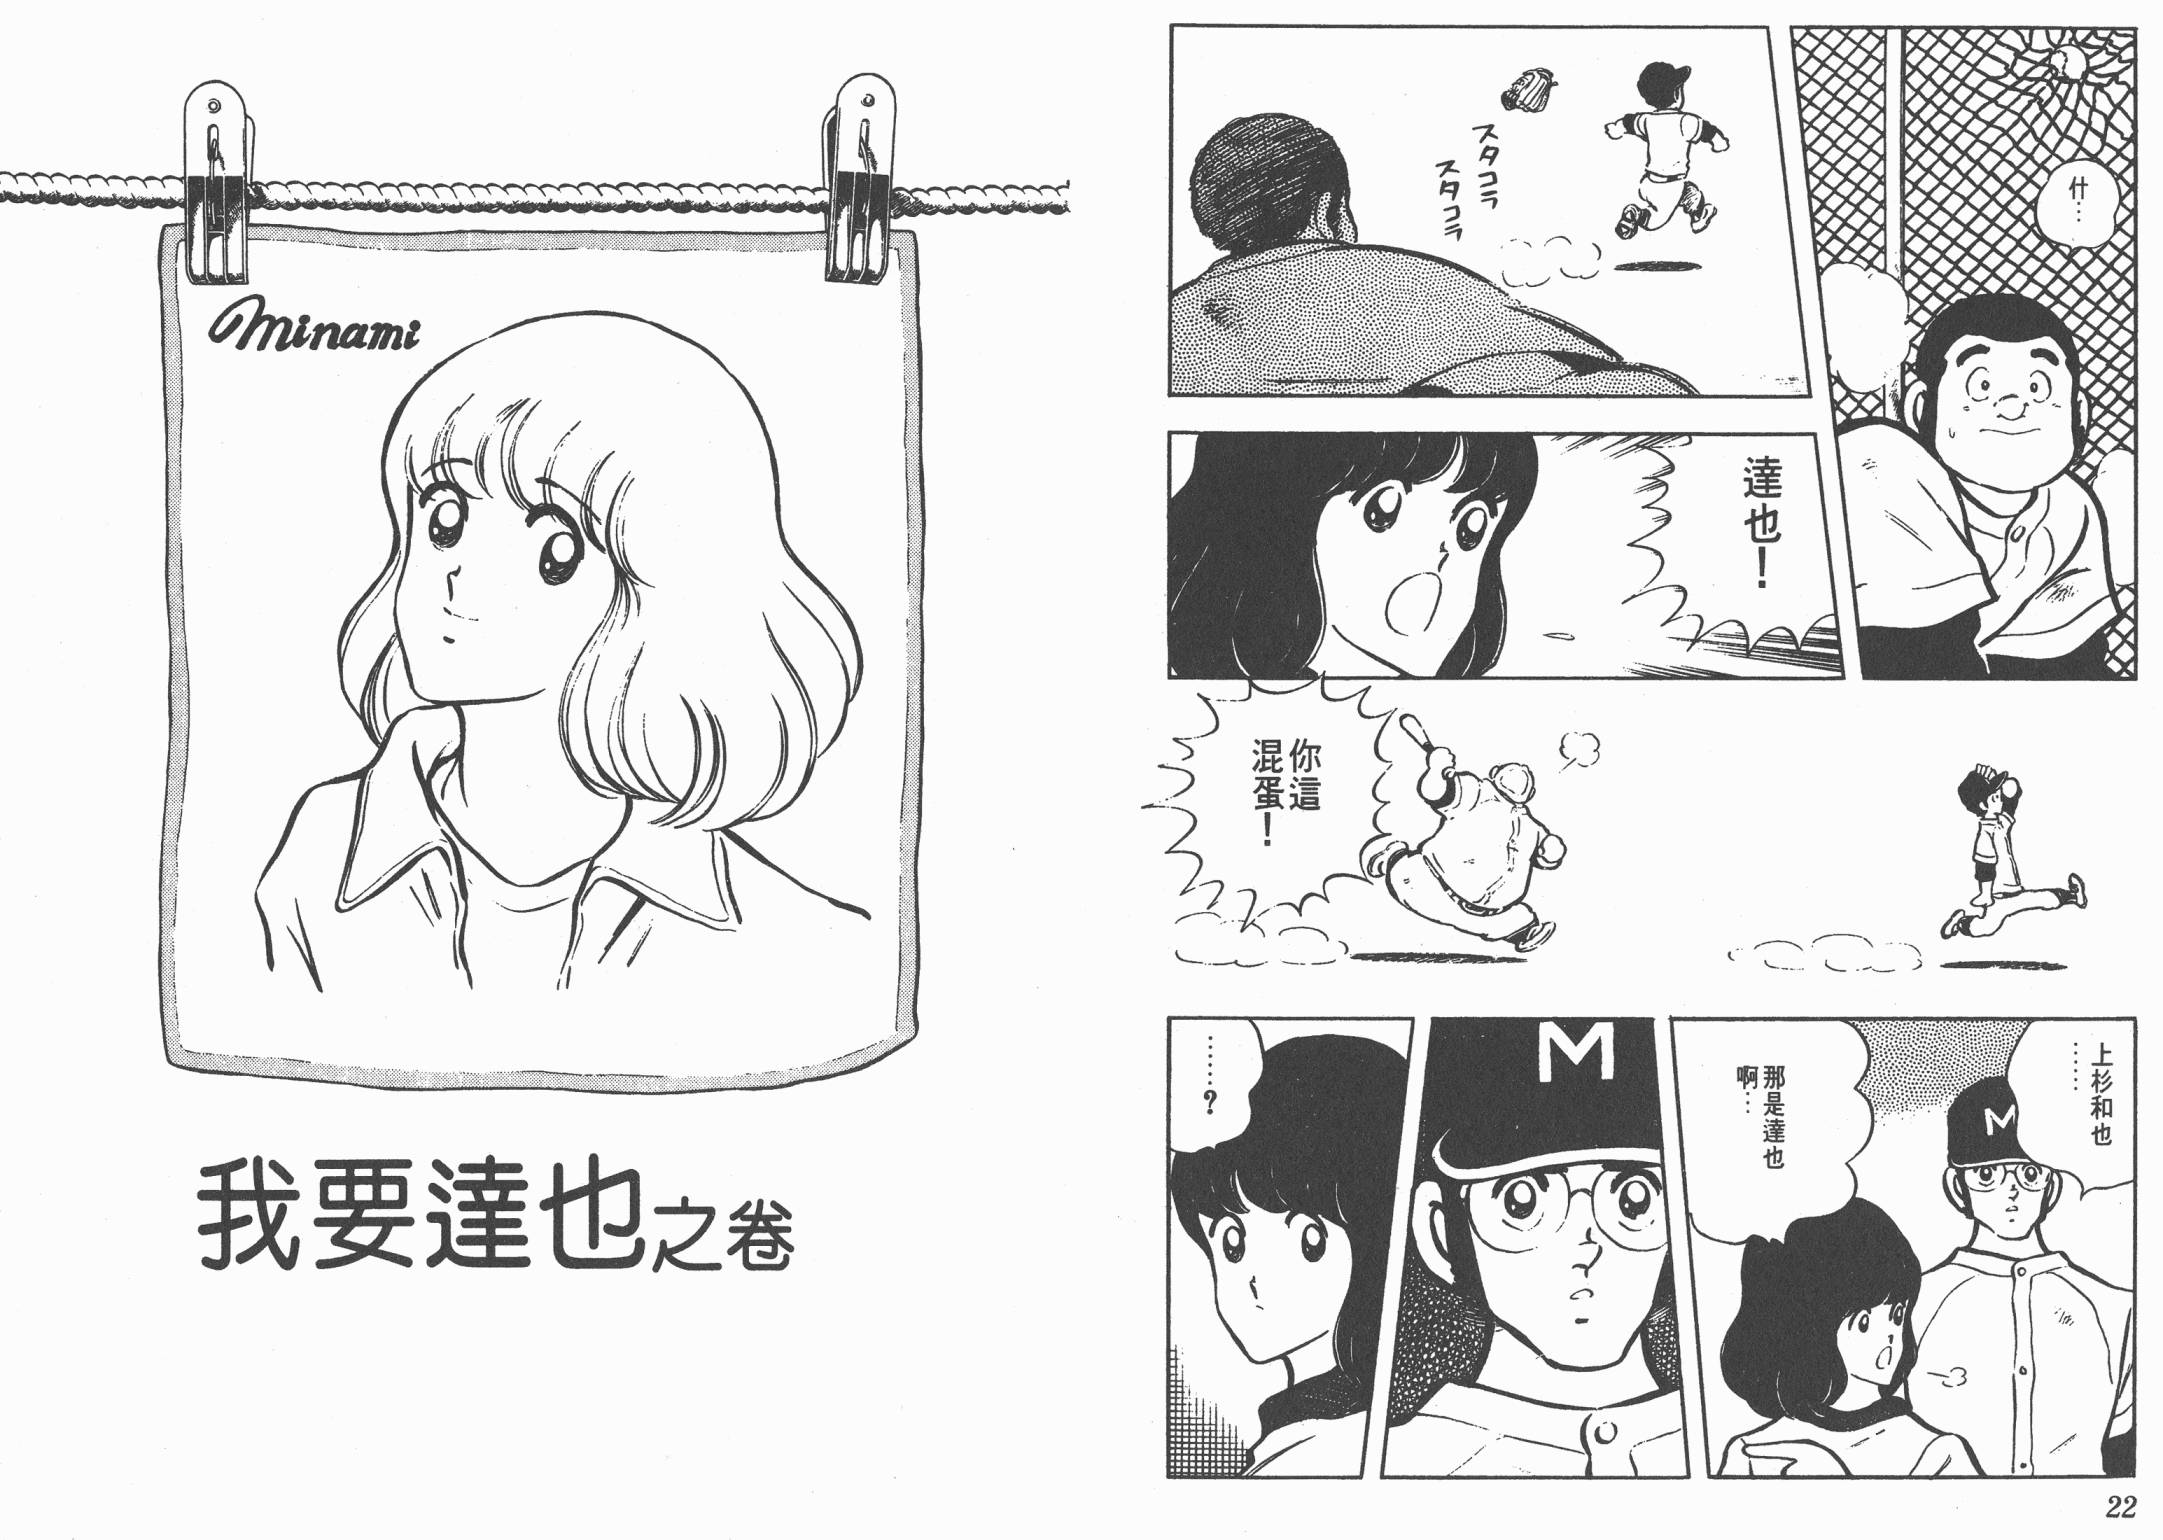 什…
スタコラ
スタコラ
達也！
你這
混蛋！
上杉和也
……
那是達也
啊…
M
M
……？
22
Minami
我要達也之卷